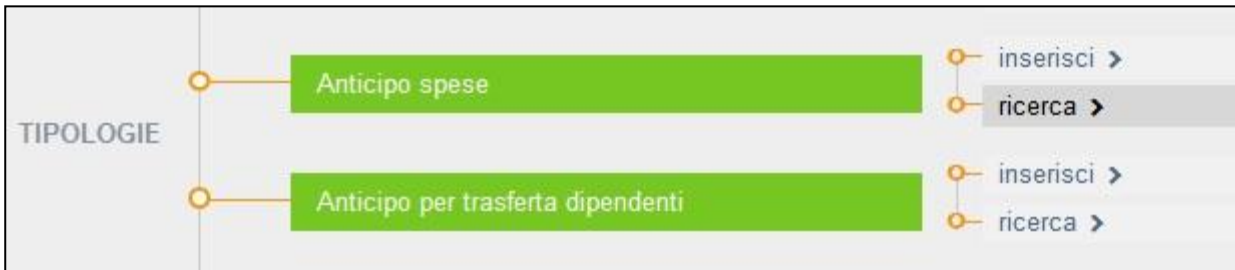 inserisci >
Anticipo spese
ricerca >
TIPOLOGIE
inserisci >
Anticipo per trasferta dipendenti
ricerca >